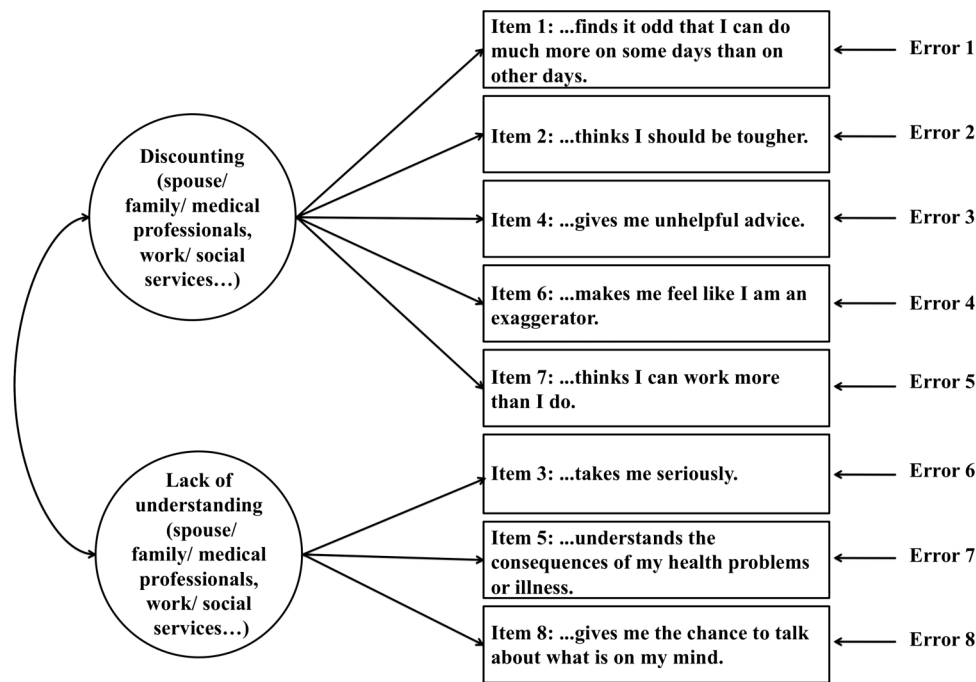 Discounting
(spouse/
family/ medical
professionals,
work/ social
services…)
Lack of
understanding
(spouse/
family/ medical
professionals,
work/ social
services…)
Item 1: ...finds it odd that I can do
much more on some days than on
other days.
Error 1
Item 2: ...thinks I should be tougher.
Error 2
Item 4: ...gives me unhelpful advice.
Error 3
Item 6: ...makes me feel like I am an
exaggerator.
Error 4
Item 7: ...thinks I can work more
than I do.
Error 5
Item 3: ...takes me seriously.
Error 6
Item 5: ...understands the
consequences of my health problems
or illness.
Error 7
Item 8: ...gives me the chance to talk
about what is on my mind.
Error 8